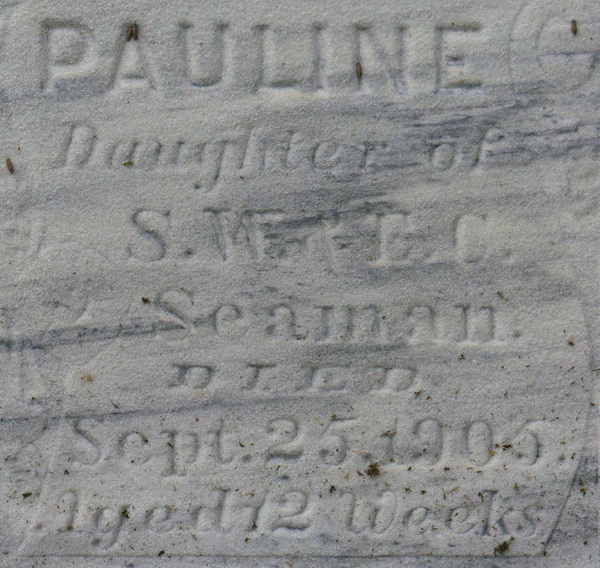 PAULINE G
Daughter of
S. W. & E. C.
Seaman.
DIED
Sept. 25, 1905
Aged 12 Weeks